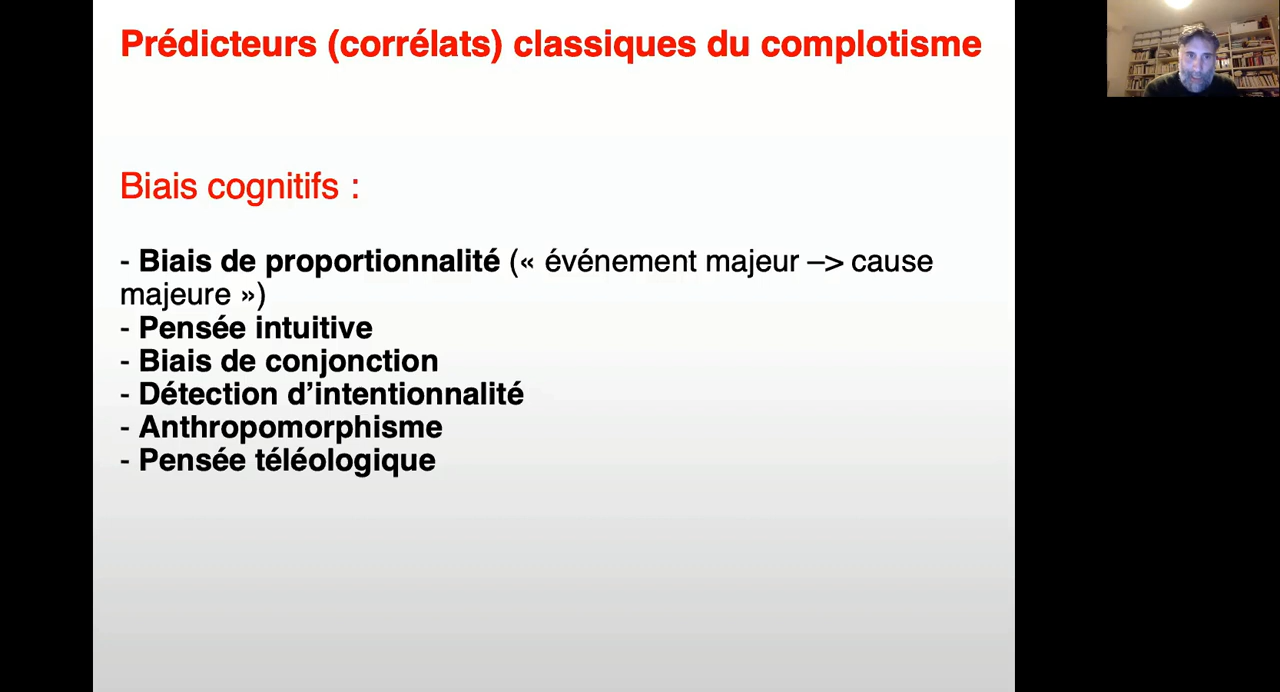 Prédicteurs (corrélats) classiques du complotisme
Biais cognitifs :
- Biais de proportionnalité (« événement majeur –> cause
majeure »)
- Pensée intuitive
- Biais de conjonction
- Détection d’intentionnalité
- Anthropomorphisme
- Pensée téléologique